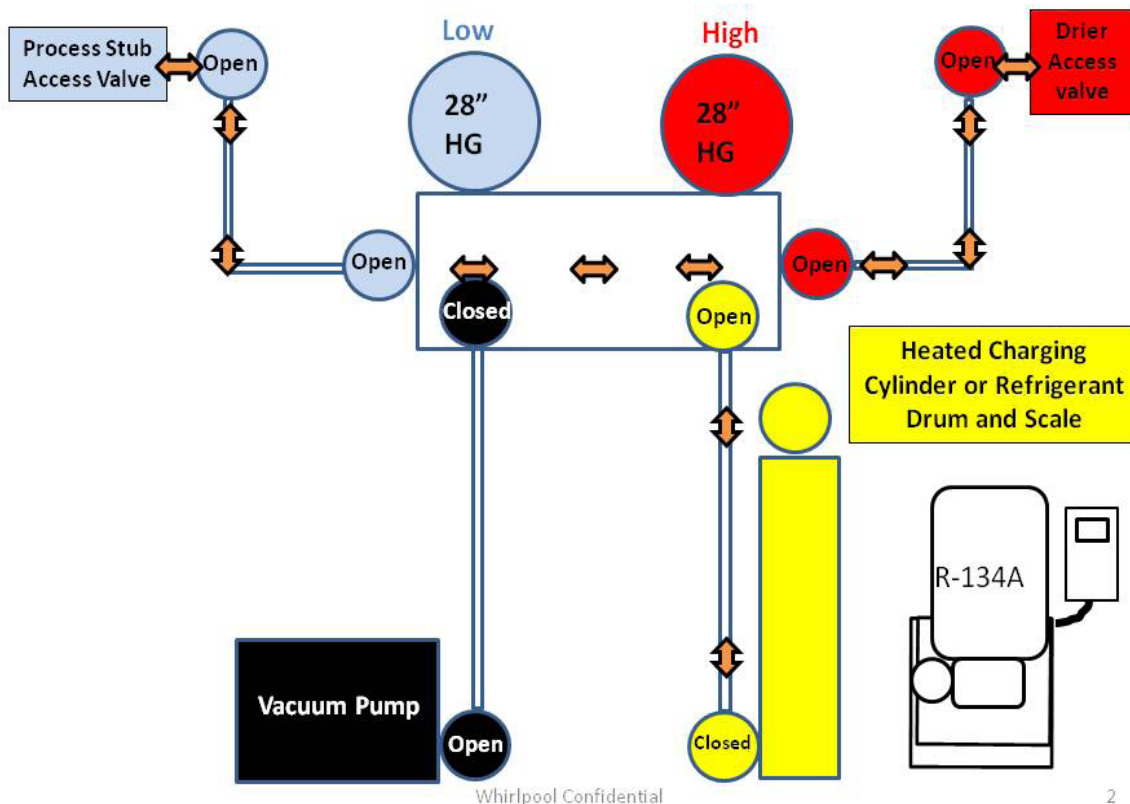 Low
High
Process Stub
Access Valve
Open
28”
HG
28”
HG
Open
Drier
Access
valve
Open
Open
Closed
Open
Heated Charging
Cylinder or Refrigerant
Drum and Scale
R-134A
Vacuum Pump
Open
Closed
Whirlpool Confidential
2